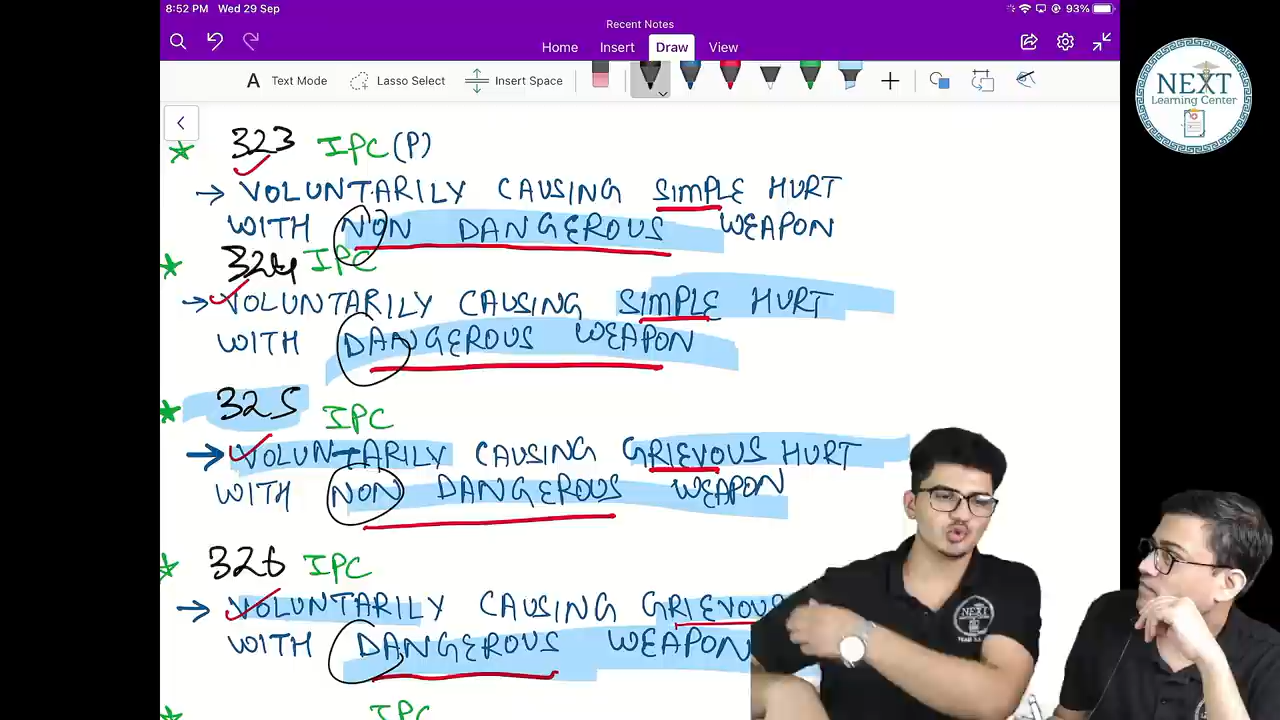 8:52 PM Wed 29 Sep
93%
Recent Notes
Home Insert Draw View
Text Mode Lasso Select Insert Space
NEXT
Learning Center
323 IPC (P)
→ VOLUNTARILY CAUSING SIMPLE HURT
WITH NON DANGEROUS WEAPON
324 IPC
→ VOLUNTARILY CAUSING SIMPLE HURT
WITH DANGEROUS WEAPON
325 IPC
→ VOLUNTARILY CAUSING GRIEVOUS HURT
WITH NON DANGEROUS WEAPON
326 IPC
→ VOLUNTARILY CAUSING GRIEVOUS
WITH DANGEROUS WEAPON
IPC
NEXT
NEXT